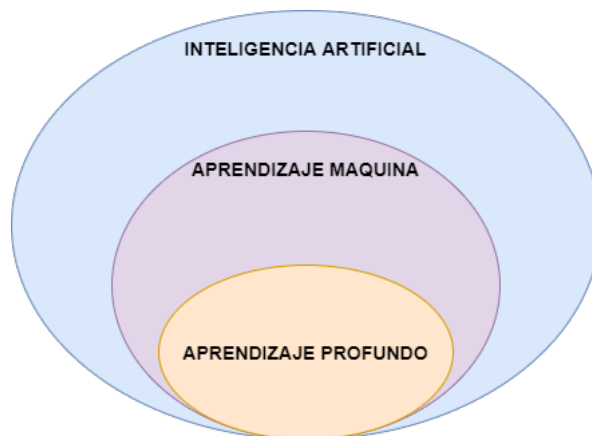 INTELIGENCIA ARTIFICIAL
APRENDIZAJE MAQUINA
APRENDIZAJE PROFUNDO